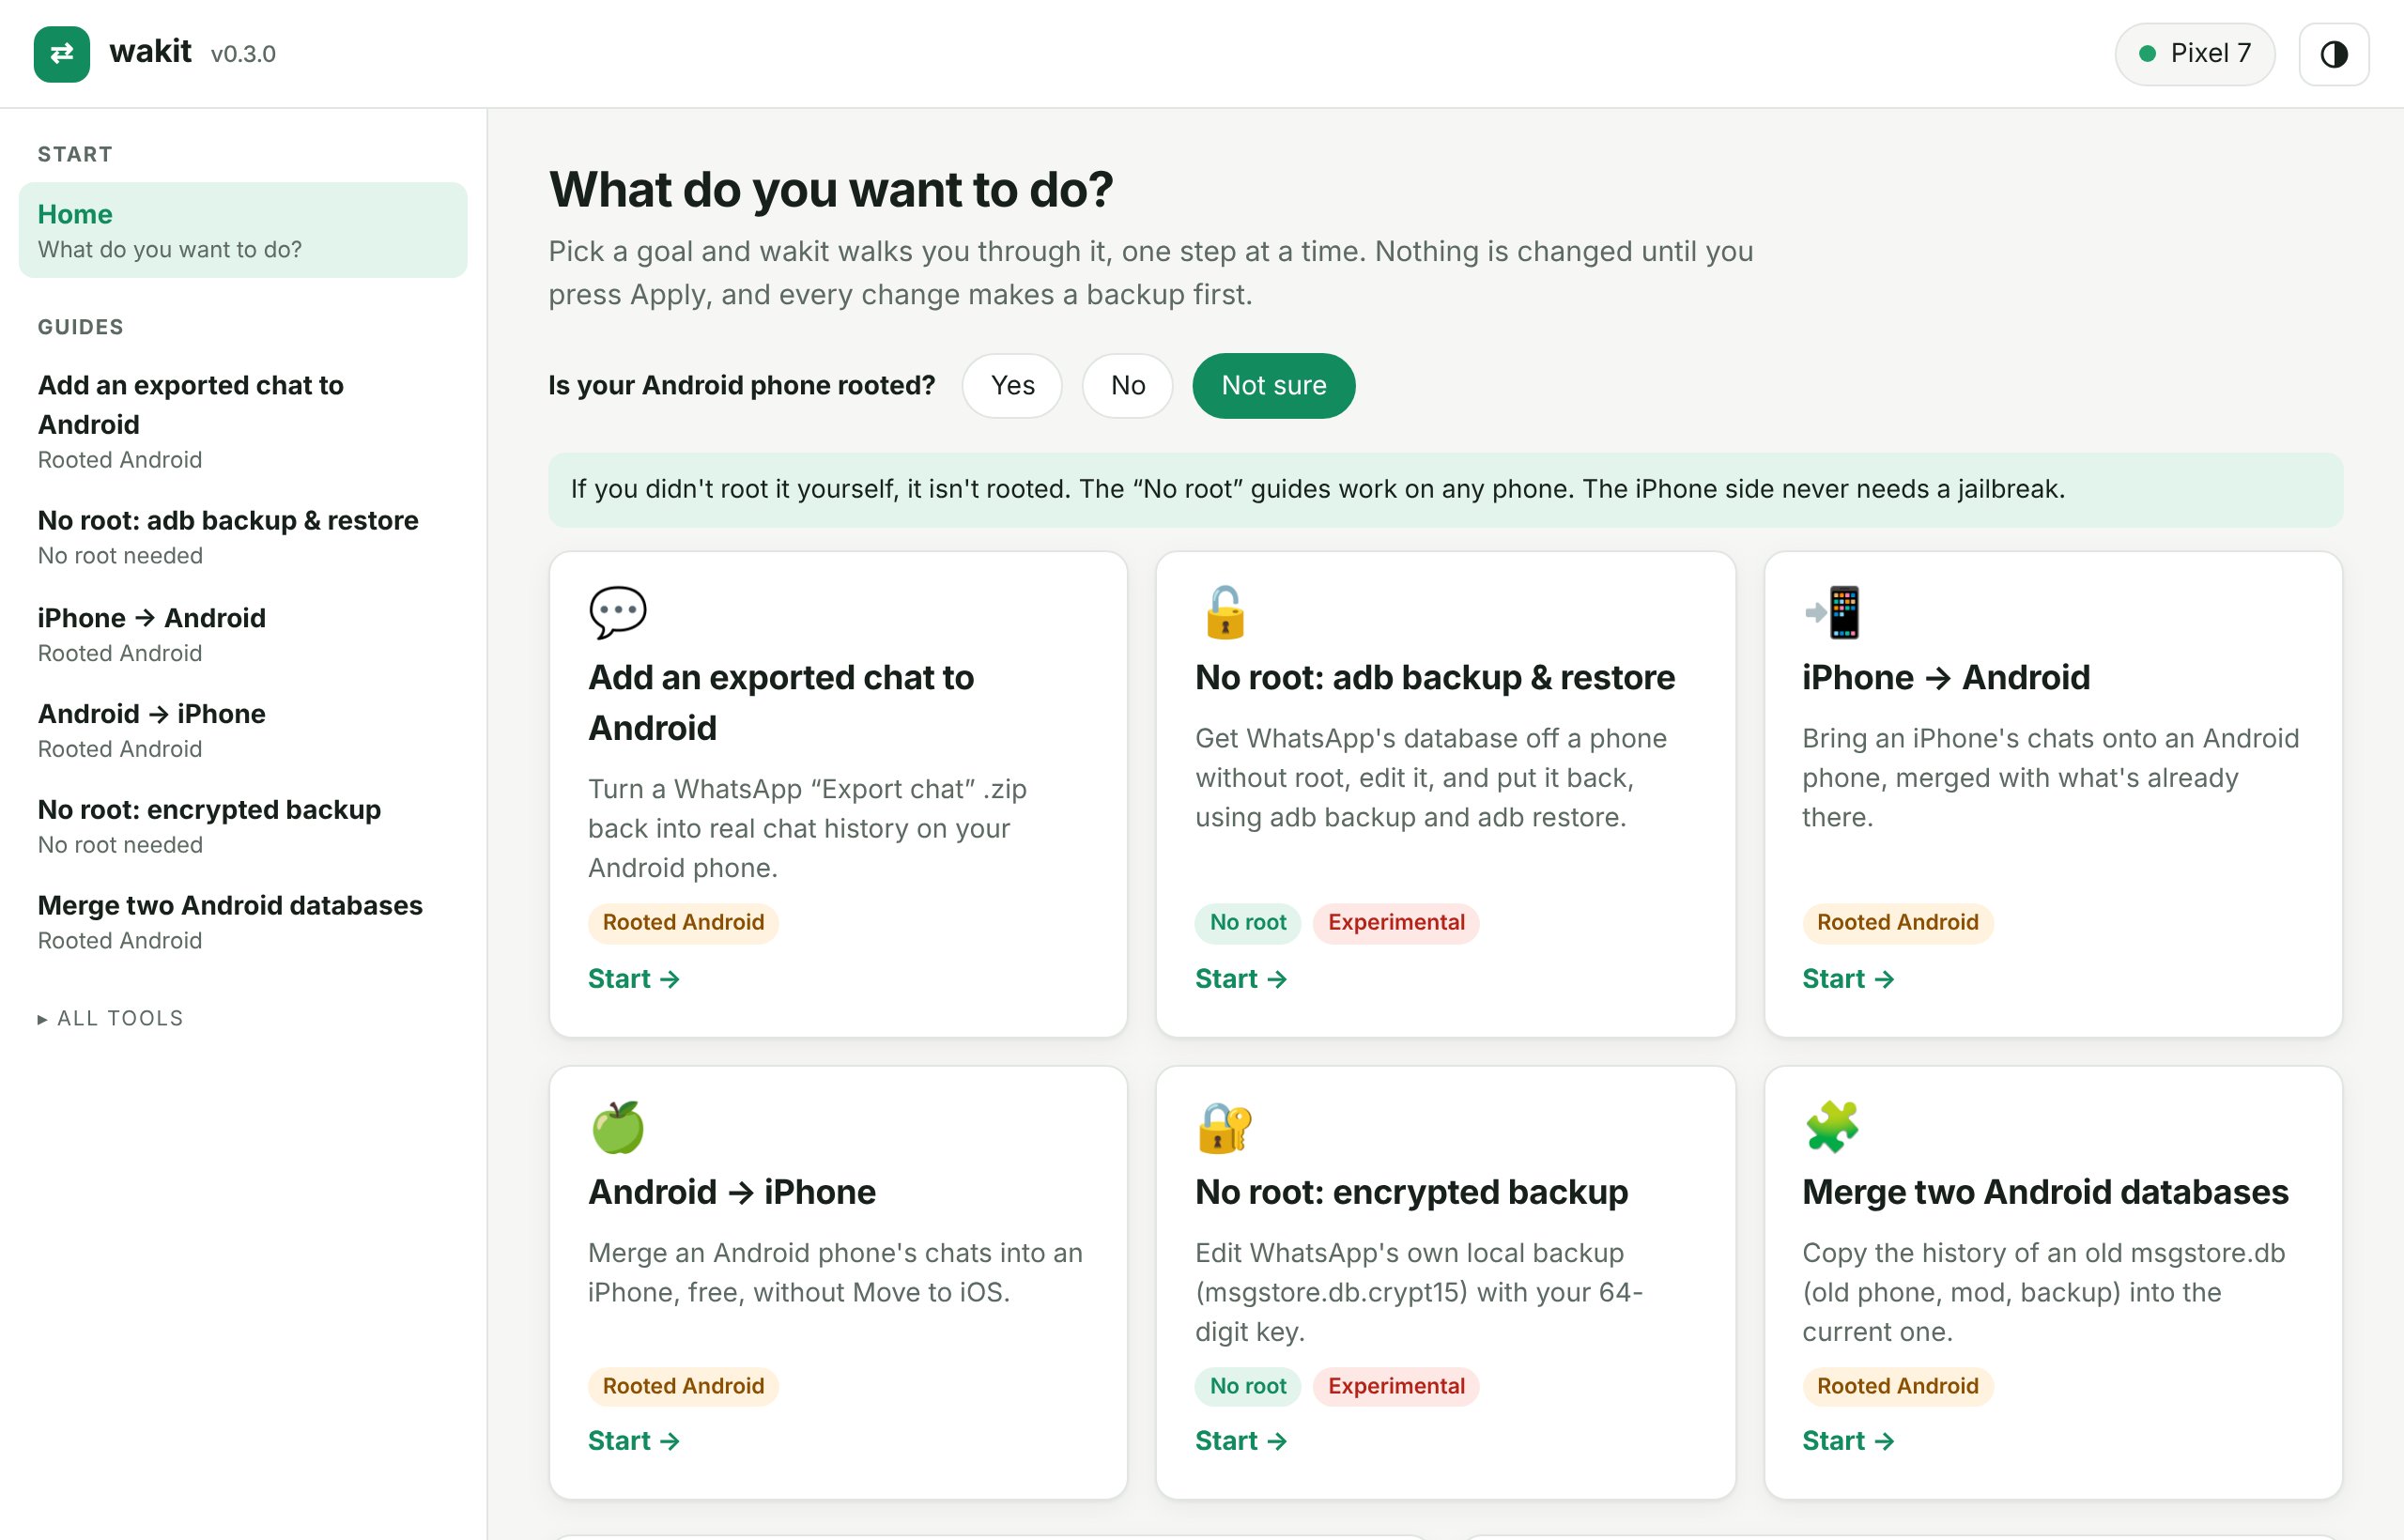 wakit v0.3.0
Pixel 7
START
Home
What do you want to do?
GUIDES
Add an exported chat to
Android
Rooted Android
No root: adb backup & restore
No root needed
iPhone → Android
Rooted Android
Android → iPhone
Rooted Android
No root: encrypted backup
No root needed
Merge two Android databases
Rooted Android
▸ ALL TOOLS
What do you want to do?
Pick a goal and wakit walks you through it, one step at a time. Nothing is changed until you
press Apply, and every change makes a backup first.
Is your Android phone rooted? Yes No Not sure
If you didn't root it yourself, it isn't rooted. The “No root” guides work on any phone. The iPhone side never needs a jailbreak.
Add an exported chat to
Android
Turn a WhatsApp “Export chat” .zip
back into real chat history on your
Android phone.
Rooted Android
Start →
No root: adb backup & restore
Get WhatsApp's database off a phone
without root, edit it, and put it back,
using adb backup and adb restore.
No root Experimental
Start →
iPhone → Android
Bring an iPhone's chats onto an Android
phone, merged with what's already
there.
Rooted Android
Start →
Android → iPhone
Merge an Android phone's chats into an
iPhone, free, without Move to iOS.
Rooted Android
Start →
No root: encrypted backup
Edit WhatsApp's own local backup
(msgstore.db.crypt15) with your 64-
digit key.
No root Experimental
Start →
Merge two Android databases
Copy the history of an old msgstore.db
(old phone, mod, backup) into the
current one.
Rooted Android
Start →